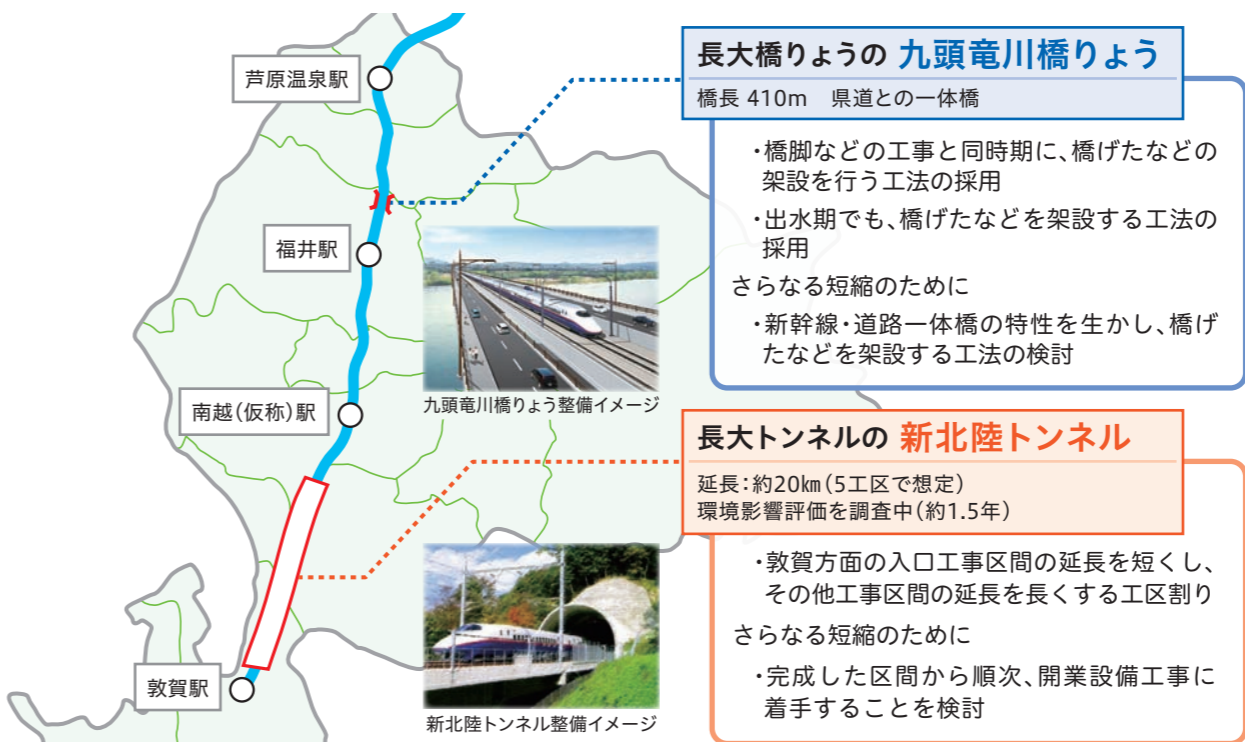 芦原温泉駅
福井駅
南越(仮称)駅
敦賀駅
長大橋りょうの 九頭竜川橋りょう
橋長 410m 県道との一体橋
・橋脚などの工事と同時期に、橋げたなどの
架設を行う工法の採用
・出水期でも、橋げたなどを架設する工法の
採用
さらなる短縮のために
・新幹線・道路一体橋の特性を生かし、橋げ
たなどを架設する工法の検討
九頭竜川橋りょう整備イメージ
長大トンネルの 新北陸トンネル
延長:約20㎞(5工区で想定)
環境影響評価を調査中(約1.5年)
・敦賀方面の入口工事区間の延長を短くし、
その他工事区間の延長を長くする工区割り
さらなる短縮のために
・完成した区間から順次、開業設備工事に
着手することを検討
新北陸トンネル整備イメージ